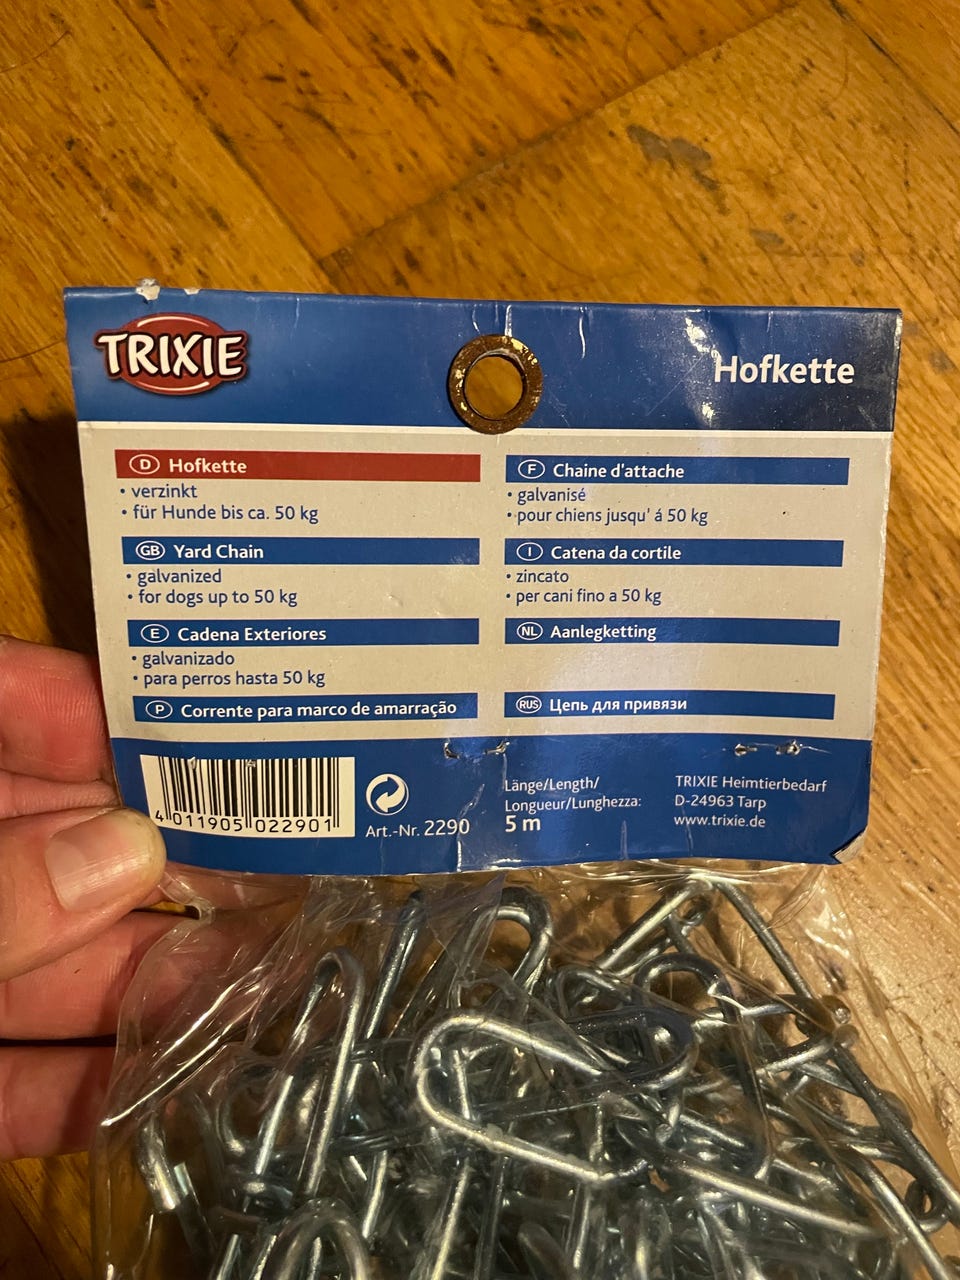 TRIXIE
Hofkette
D Hofkette
• verzinkt
• für Hunde bis ca. 50 kg
GB Yard Chain
• galvanized
• for dogs up to 50 kg
E Cadena Exteriores
• galvanizado
• para perros hasta 50 kg
P Corrente para marco de amarração
F Chaine d'attache
• galvanisé
• pour chiens jusqu' á 50 kg
I Catena da cortile
• zincato
• per cani fino a 50 kg
NL Aanlegketting
RUS Цепь для привязи
4 011905 022901
Art.-Nr. 2290
Länge/Length/
Longueur/Lunghezza:
5 m
TRIXIE Heimtierbedarf
D-24963 Tarp
www.trixie.de